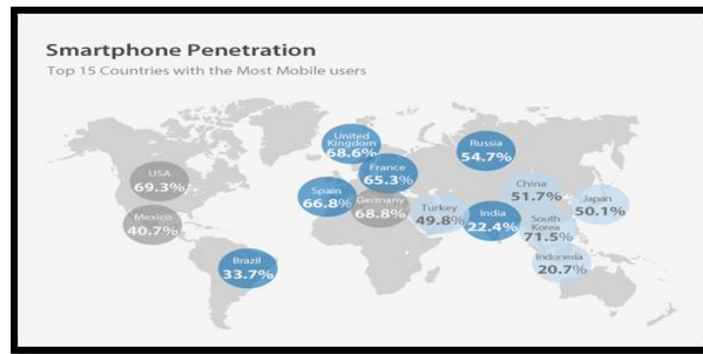 Smartphone Penetration
Top 15 Countries with the Most Mobile users
United
Kingdom
68.6%
Russia
54.7%
USA
69.3%
France
65.3%
China
51.7%
Spain
66.8%
Germany
68.8%
Turkey
49.8%
India
22.4%
Japan
50.1%
Mexico
40.7%
South
Korea
71.5%
Brazil
33.7%
Indonesia
20.7%